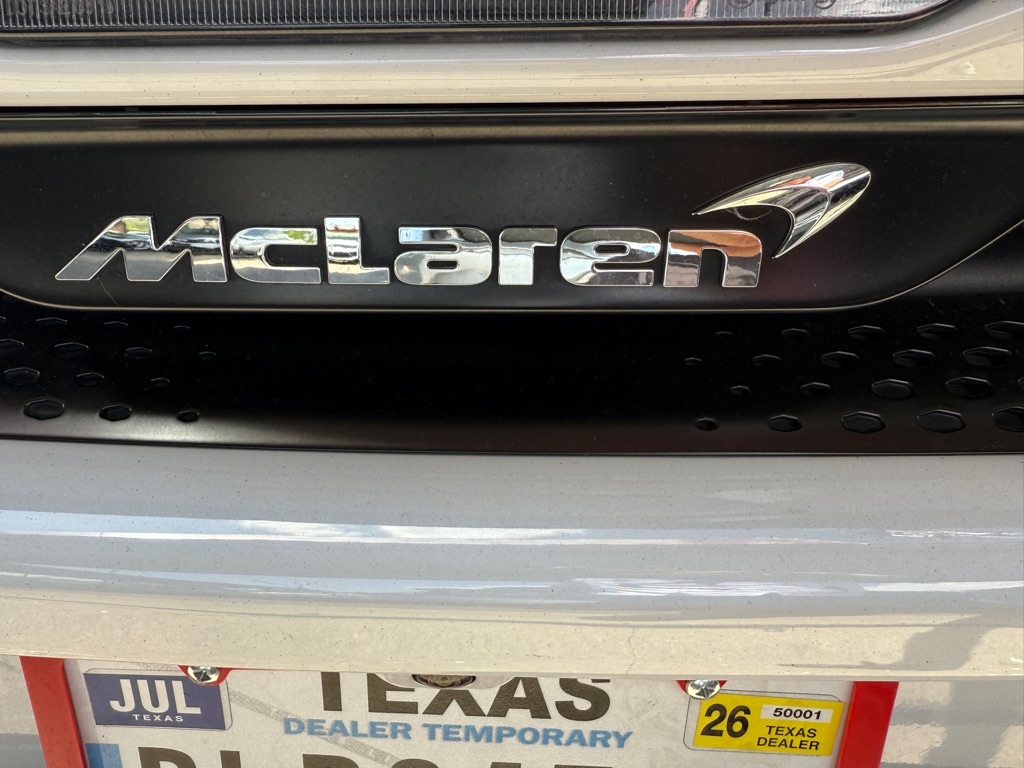 McLaren
JUL
TEXAS
TEXAS
DEALER TEMPORARY
26
50001
TEXAS
DEALER